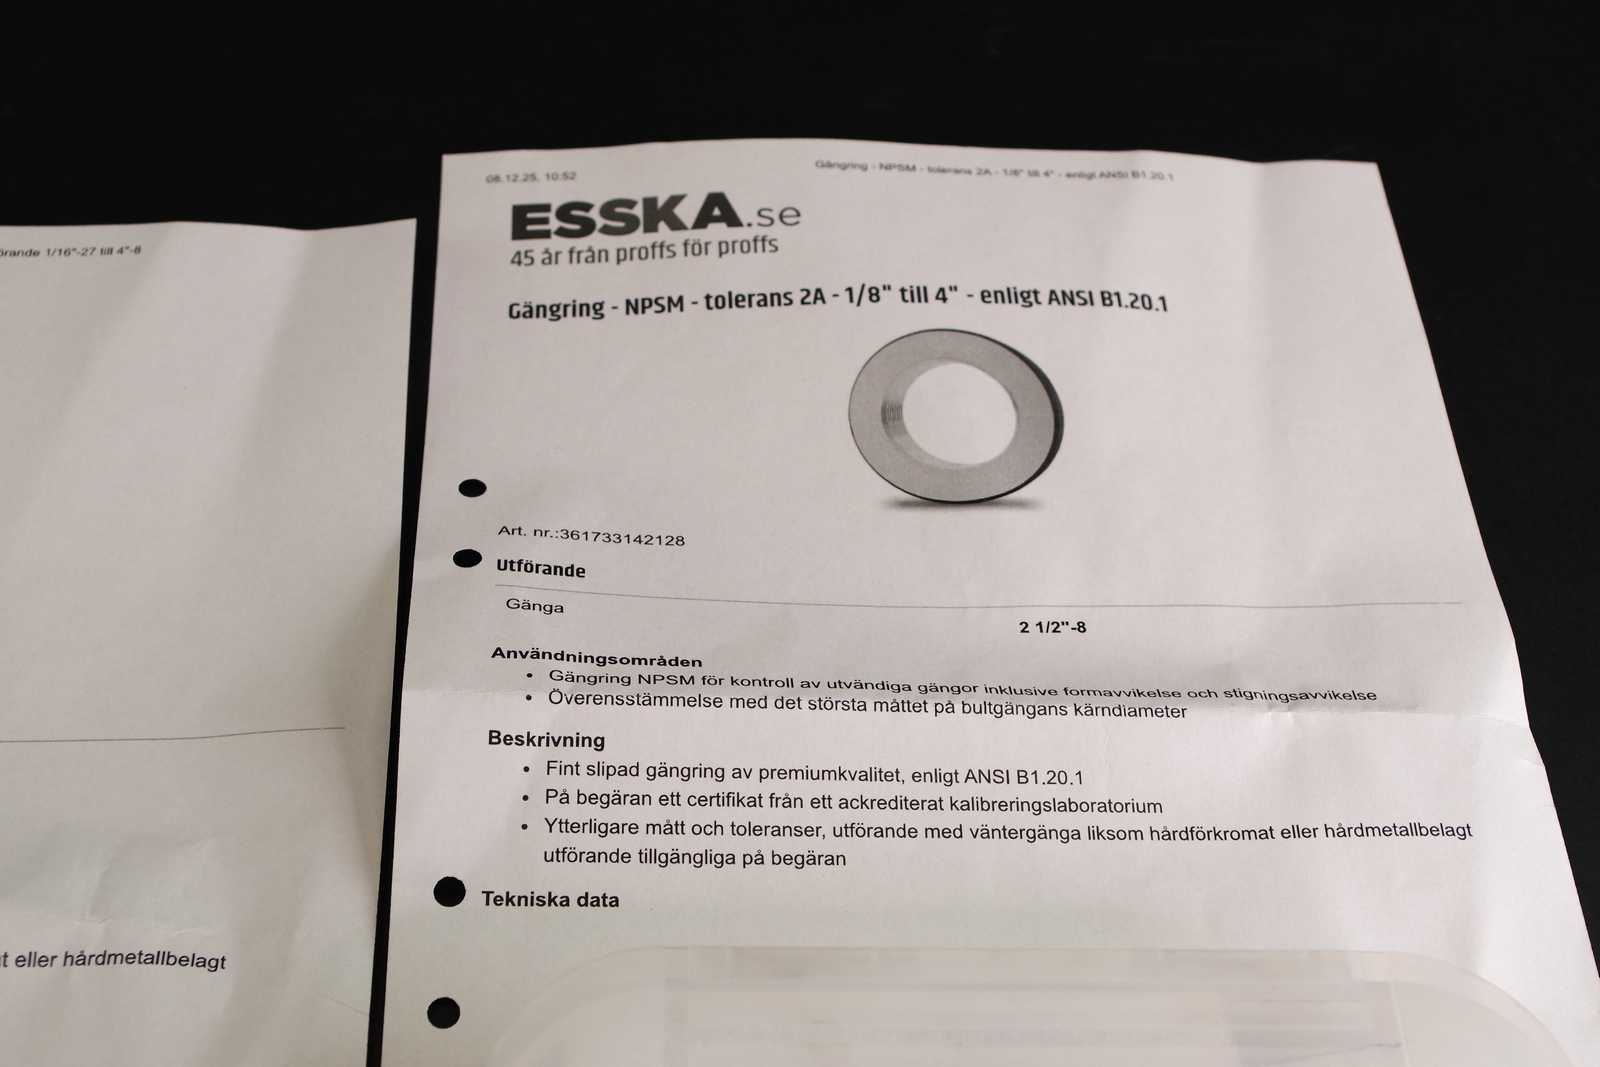 örande 1/16"-27 till 4"-8
t eller hårdmetallbelagt
08.12.25, 10:52
Gängring - NPSM - tolerans 2A - 1/8" till 4" - enligt ANSI B1.20.1
ESSKA.se
45 år från proffs för proffs
Gängring - NPSM - tolerans 2A - 1/8" till 4" - enligt ANSI B1.20.1
Art. nr.:361733142128
Utförande
Gänga
2 1/2"-8
Användningsområden
• Gängring NPSM för kontroll av utvändiga gängor inklusive formavvikelse och stigningsavvikelse
• Överensstämmelse med det största måttet på bultgängans kärndiameter
Beskrivning
• Fint slipad gängring av premiumkvalitet, enligt ANSI B1.20.1
• På begäran ett certifikat från ett ackrediterat kalibreringslaboratorium
• Ytterligare mått och toleranser, utförande med väntergänga liksom hårdförkromat eller hårdmetallbelagt
utförande tillgängliga på begäran
Tekniska data